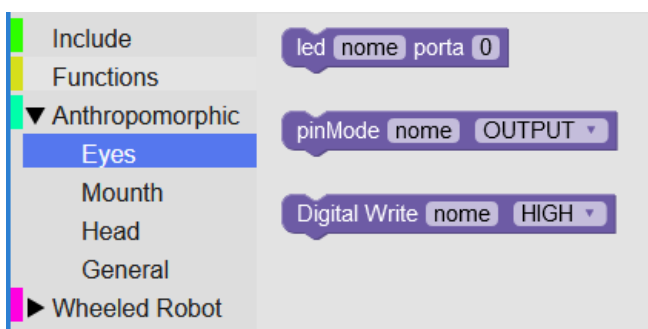 Include
Functions
Anthropomorphic
Eyes
Mounth
Head
General
Wheeled Robot
led nome porta 0
pinMode nome OUTPUT
Digital Write nome HIGH